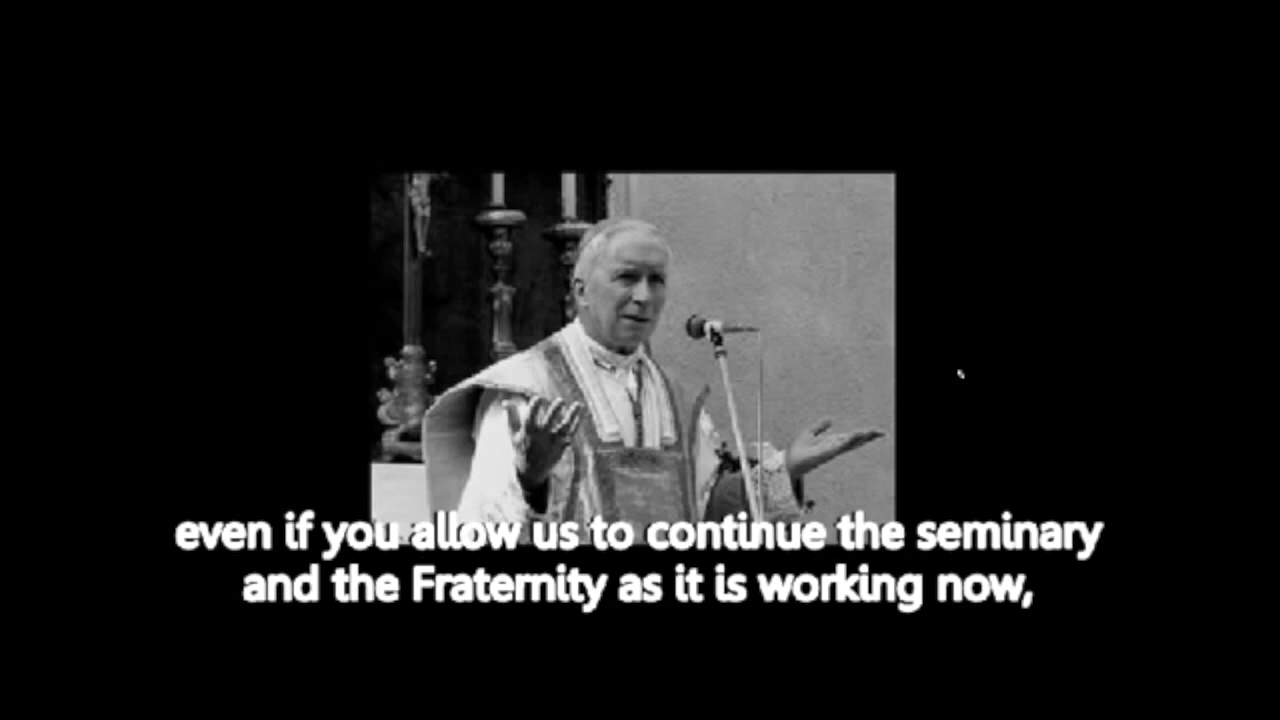 even if you allow us to continue the seminary
and the Fraternity as it is working now,